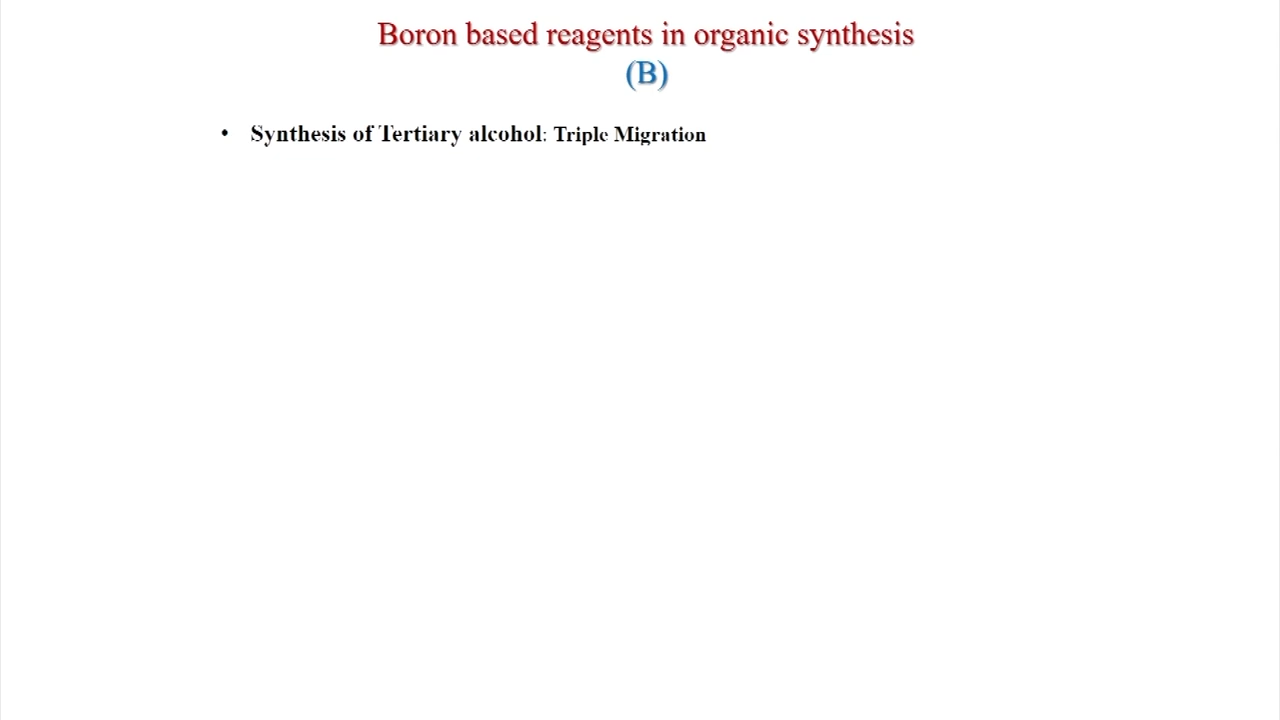 Boron based reagents in organic synthesis
(B)
• Synthesis of Tertiary alcohol: Triple Migration